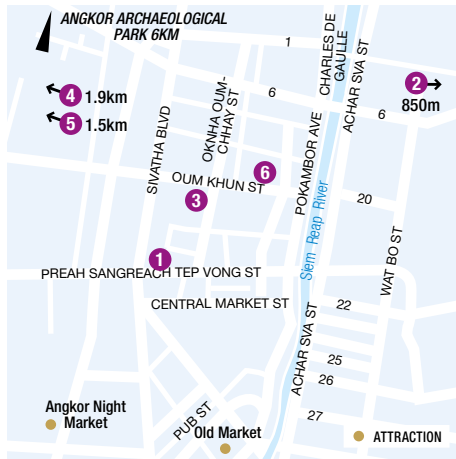 ANGKOR ARCHAEOLOGICAL
PARK 6KM
1
CHARLES DE
GAULLE
ACHAR SVA ST
2
850m
4
1.9km
5
1.5km
6
6
SIVATHA BLVD
OKNHA OUM-
CHHAY ST
POKAMBOR AVE
OUM KHUN ST
6
3
20
Siem Reap River
WAT BO ST
1
PREAH SANGREACH TEP VONG ST
CENTRAL MARKET ST
22
ACHAR SVA ST
25
26
27
Angkor Night
Market
PUB ST
Old Market
ATTRACTION